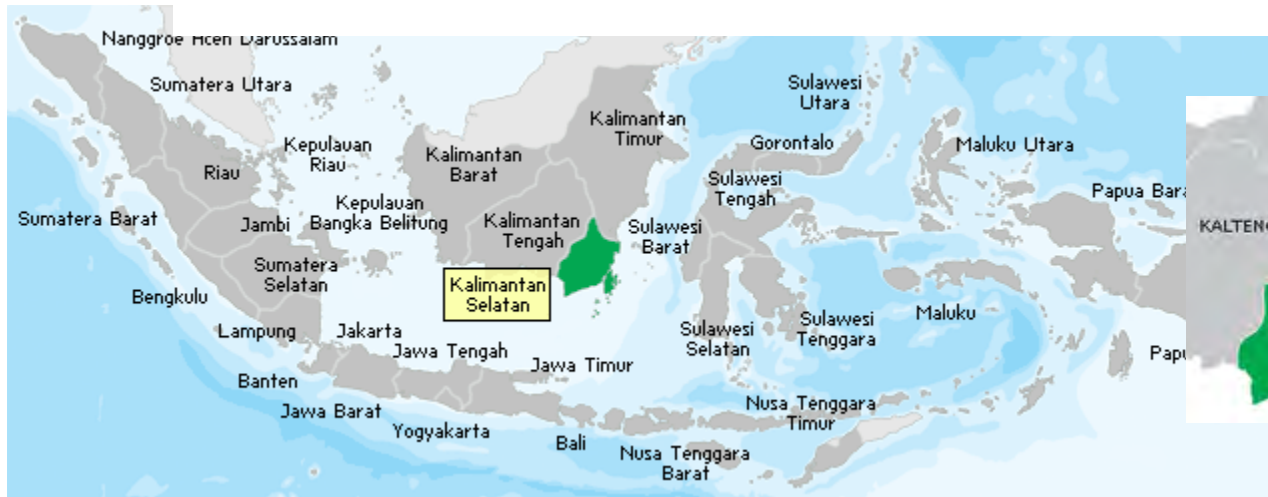 Nanggroe Aceh Darussalam
Sumatera Utara
Sulawesi
Utara
Kalimantan
Timur
Kepulauan
Riau
Kalimantan
Barat
Gorontalo
Maluku Utara
Riau
Sulawesi
Tengah
Papua Bara
Sumatera Barat
Jambi
Kepulauan
Bangka Belitung
Kalimantan
Tengah
Sulawesi
Barat
KALTENG
Sumatera
Selatan
Kalimantan
Selatan
Bengkulu
Lampung
Jakarta
Sulawesi
Selatan
Sulawesi
Tenggara
Maluku
Jawa Tengah
Jawa Timur
Papu
Banten
Jawa Barat
Yogyakarta
Bali
Nusa Tenggara
Timur
Nusa Tenggara
Barat